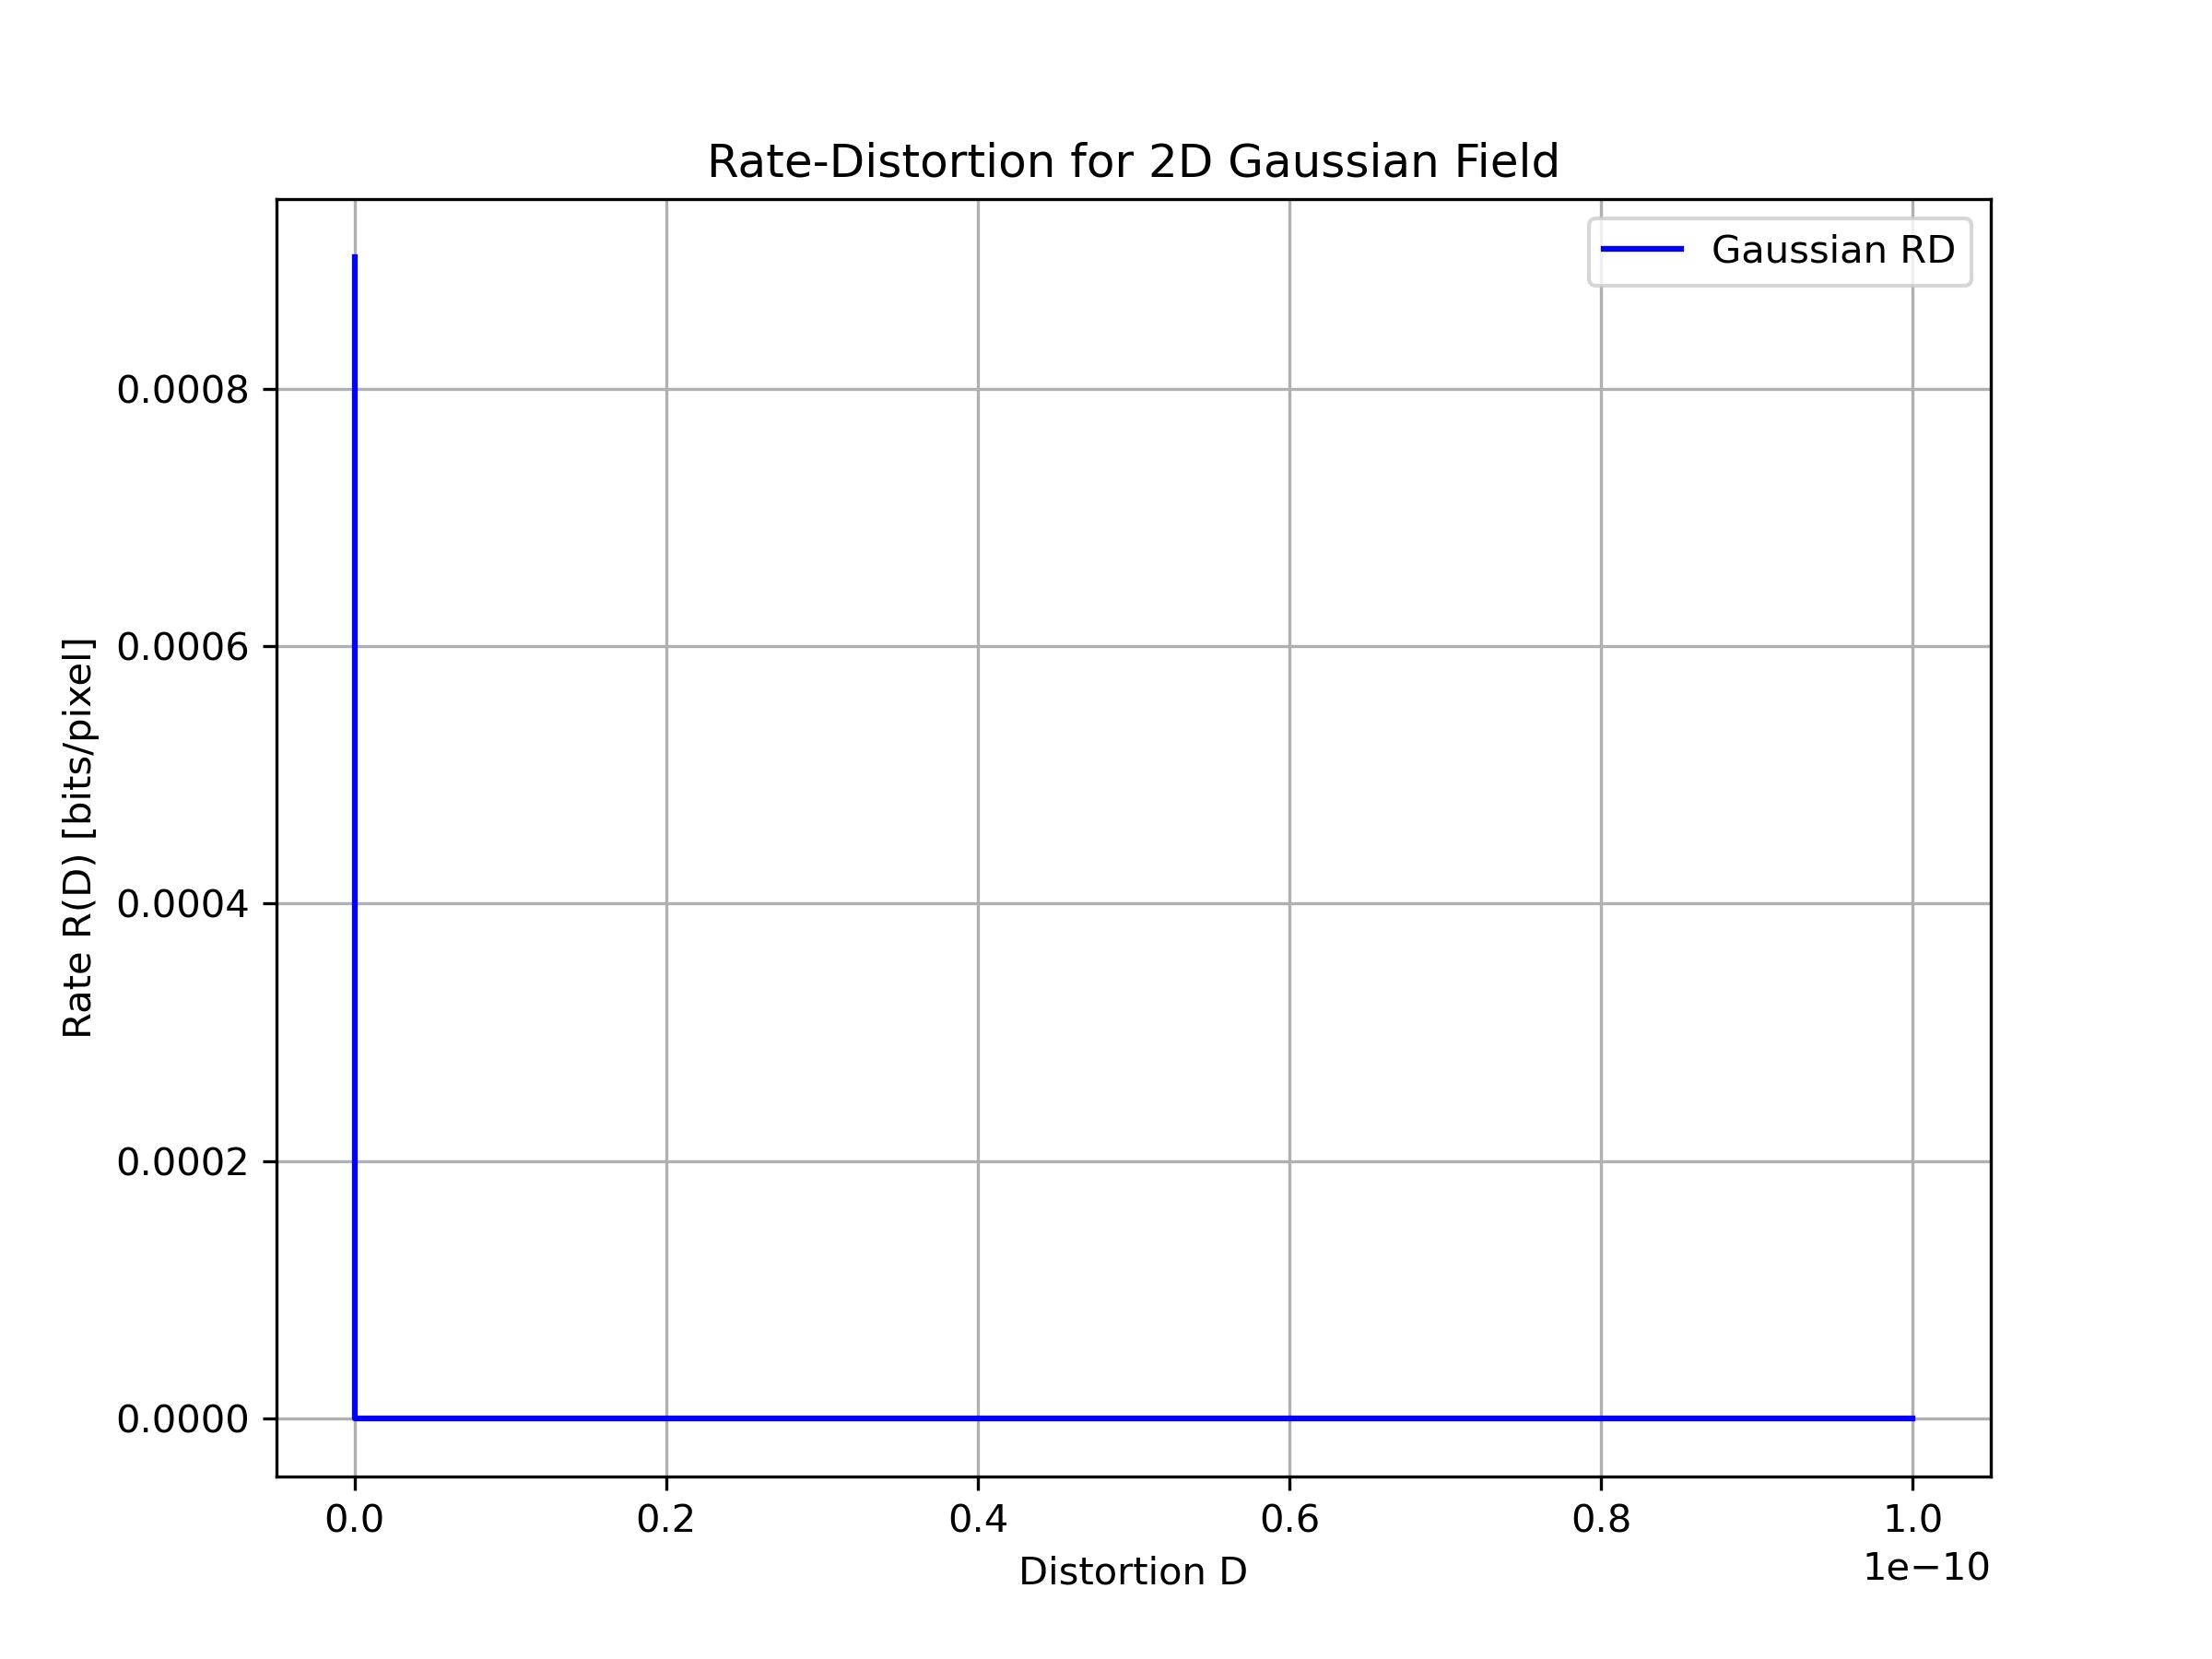 Rate-Distortion for 2D Gaussian Field
Gaussian RD
Rate R(D) [bits/pixel]
0.0008
0.0006
0.0004
0.0002
0.0000
0.0 0.2 0.4 0.6 0.8 1.0
1e−10
Distortion D